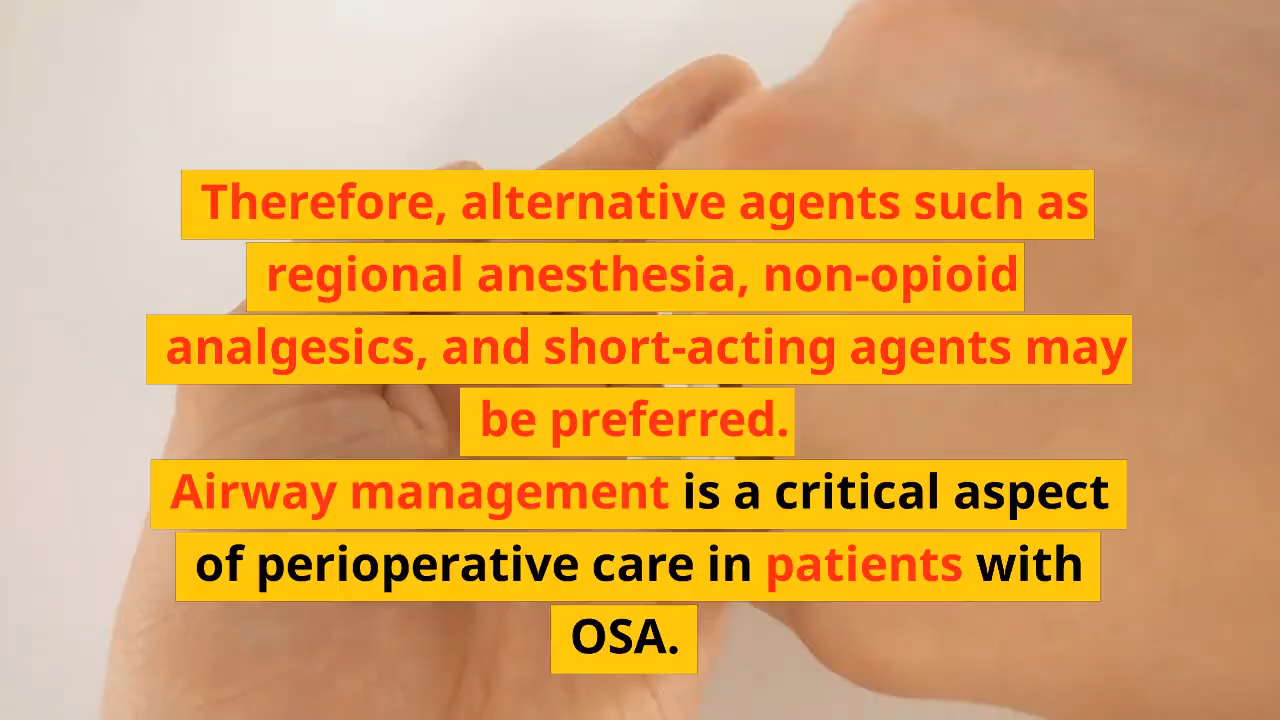 Therefore, alternative agents such as
regional anesthesia, non-opioid
analgesics, and short-acting agents may
be preferred.
Airway management is a critical aspect
of perioperative care in patients with
OSA.